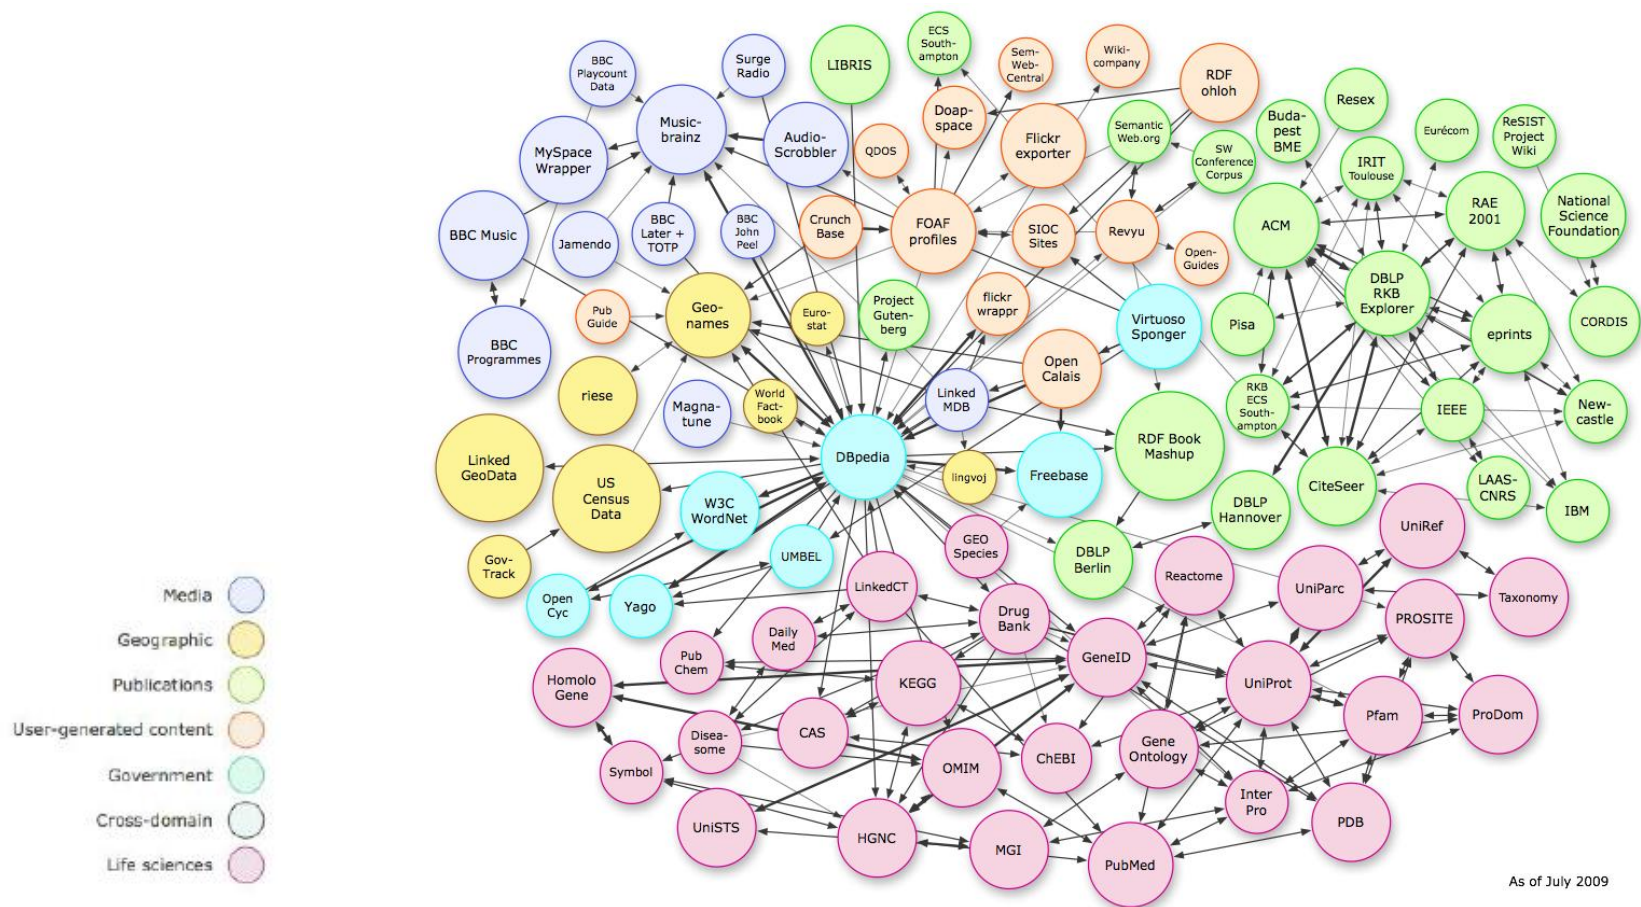 BBC
Playcount
Data
Surge
Radio
LIBRIS
ECS
South-
ampton
Sem-
Web-
Central
Wiki-
company
RDF
ohloh
Music-
brainz
Audio-
Scrobbler
MySpace
Wrapper
QDOS
Doap-
space
Flickr
exporter
Semantic
Web.org
SW
Conference
Corpus
Buda-
pest
BME
Resex
IRIT
Toulouse
Eurécom
ReSIST
Project
Wiki
BBC Music
Jamendo
BBC
Later +
TOTP
BBC
John
Peel
Crunch
Base
FOAF
profiles
SIOC
Sites
Revyu
Open-
Guides
ACM
RAE
2001
National
Science
Foundation
BBC
Programmes
Pub
Guide
Geo-
names
Euro-
stat
Project
Guten-
berg
flickr
wrappr
Virtuoso
Sponger
Pisa
DBLP
RKB
Explorer
eprints
CORDIS
riese
Magna-
tune
World
Fact-
book
Linked
MDB
Open
Calais
RKB
ECS
South-
ampton
IEEE
New-
castle
Linked
GeoData
US
Census
Data
W3C
WordNet
DBpedia
lingvoj
Freebase
RDF Book
Mashup
DBLP
Hannover
CiteSeer
LAAS-
CNRS
IBM
Gov-
Track
Open
Cyc
Yago
UMBEL
LinkedCT
GEO
Species
DBLP
Berlin
Reactome
UniParc
UniRef
Taxonomy
PROSITE
Daily
Med
Drug
Bank
Pub
Chem
Homolo
Gene
KEGG
GeneID
UniProt
Pfam
ProDom
Disea-
some
CAS
Symbol
OMIM
ChEBI
Gene
Ontology
Inter
Pro
PDB
UniSTS
HGNC
MGI
PubMed
Media
Geographic
Publications
User-generated content
Government
Cross-domain
Life sciences
As of July 2009